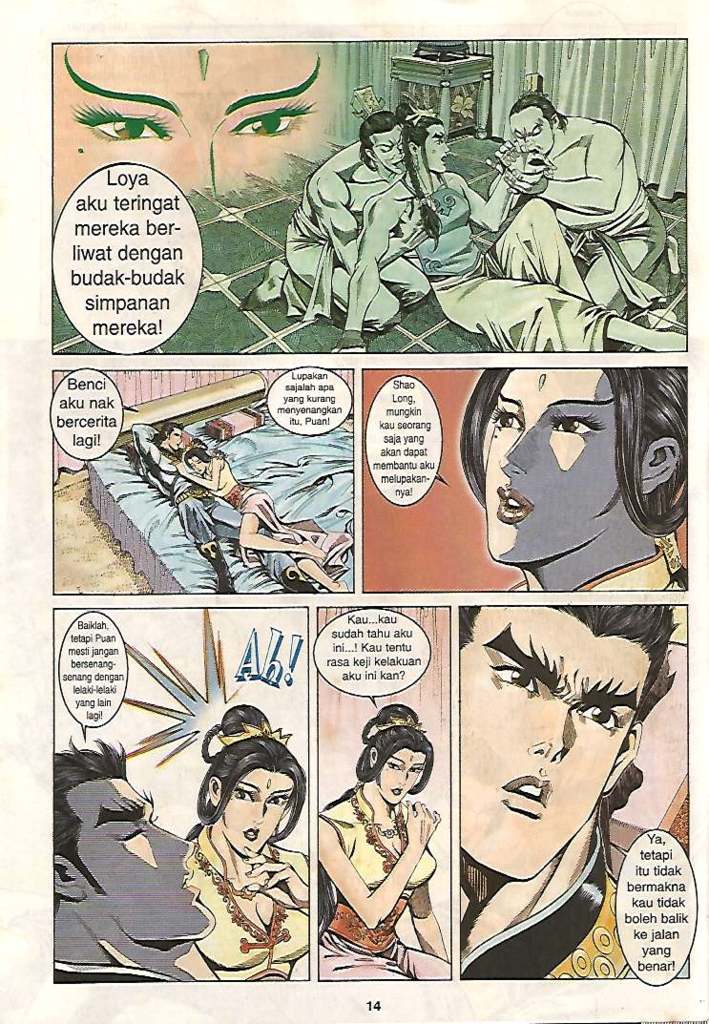 Loya
aku teringat
mereka ber-
liwat dengan
budak-budak
simpanan
mereka!
Benci
aku nak
bercerita
lagi!
Lupakan
sajalah apa
yang kurang
menyenangkan
itu, Puan!
Shao
Long,
mungkin
kau seorang
saja yang
akan dapat
membantu aku
melupakan-
nya!
Baiklah,
tetapi Puan
mesti jangan
bersenang-
senang dengan
lelaki-lelaki
yang lain
lagi!
Ah!
Kau...kau
sudah tahu aku
ini...! Kau tentu
rasa keji kelakuan
aku ini kan?
Ya,
tetapi
itu tidak
bermakna
kau tidak
boleh balik
ke jalan
yang
benar!
14